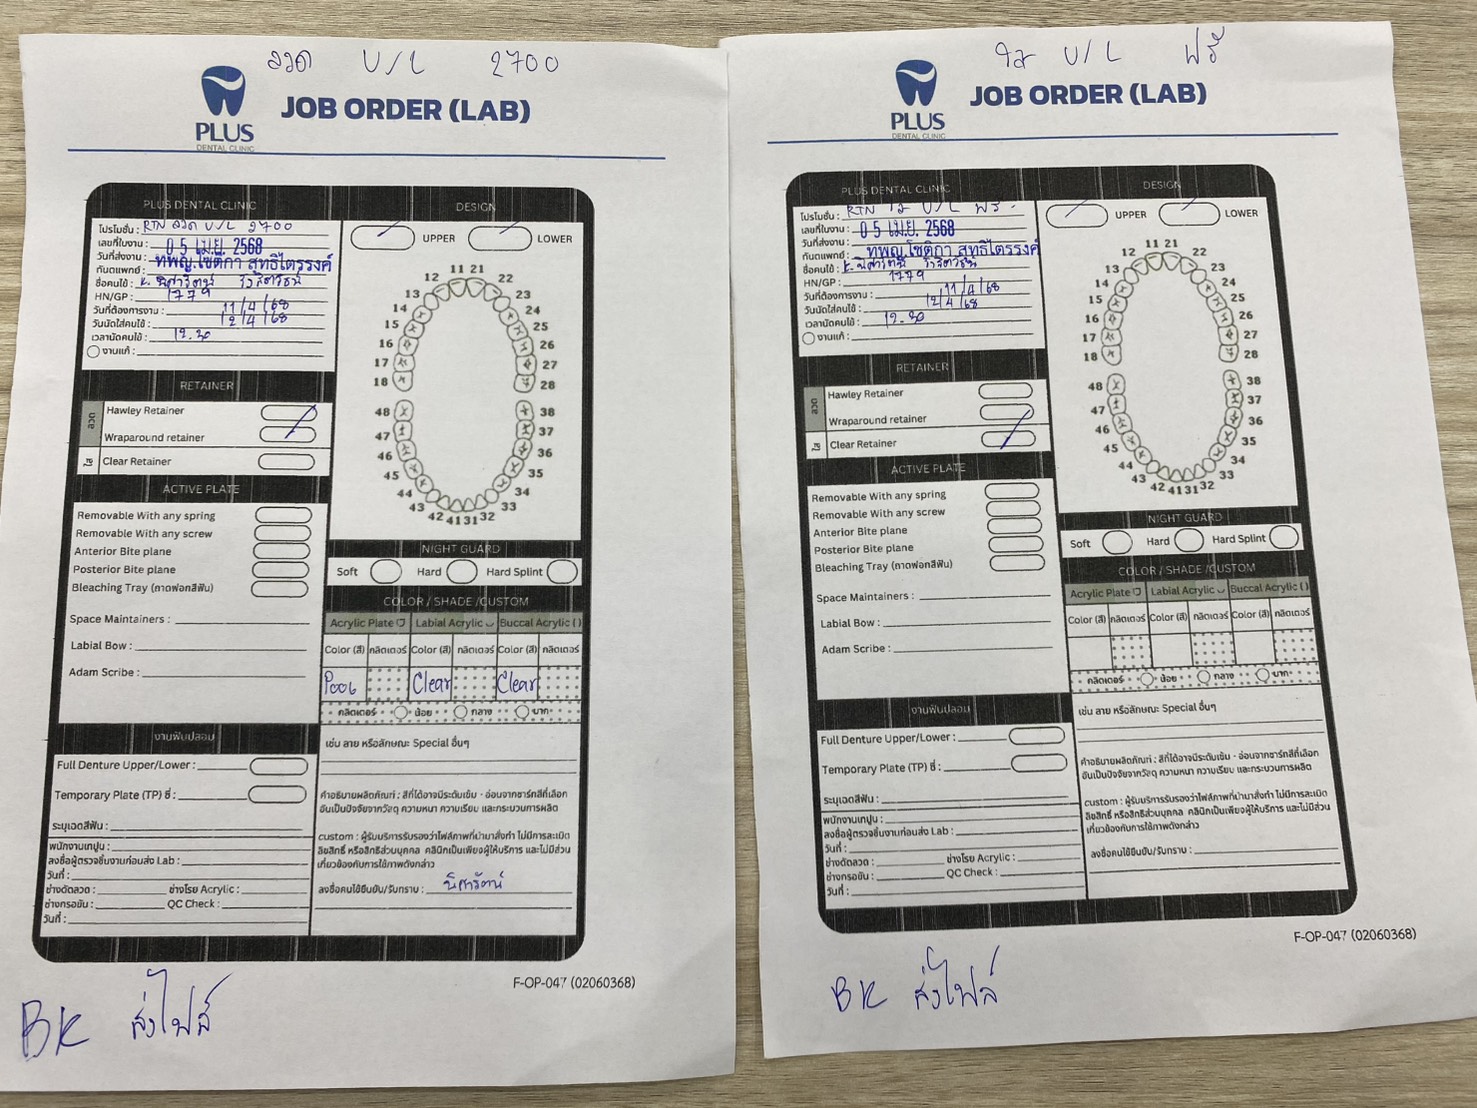 ลวด U/L 2700
PLUS
DENTAL CLINIC
JOB ORDER (LAB)
PLUS DENTAL CLINIC
โปรโมชั่น : RTN ลวด U/L 2700
เลขที่ใบงาน :
วันที่ส่งงาน : 05 เม.ย. 2568
ทันตแพทย์ : ทพญ.โชติกา สุทธิไตรรงค์
ชื่อคนไข้ : k. นิศารัตน์
HN/GP : 1779
วันที่ต้องการงาน : 11/4/68
วันนัดใส่คนไข้ : 12/4/68
เวลานัดคนไข้ : 12.30
งานแก้ :
DESIGN
UPPER
LOWER
11 21
12 22
13 23
14 24
15 25
16 26
17 27
18 28
48 38
47 37
46 36
45 35
44 34
43 33
42 41 31 32
RETAINER
ลวด
Hawley Retainer
Wraparound retainer
ใส
Clear Retainer
ACTIVE PLATE
Removable With any spring
Removable With any screw
Anterior Bite plane
Posterior Bite plane
Bleaching Tray (ถาดฟอกสีฟัน)
Space Maintainers :
Labial Bow :
Adam Scribe :
NIGHT GUARD
Soft Hard Hard Splint
COLOR / SHADE /CUSTOM
Acrylic Plate Labial Acrylic Buccal Acrylic ( )
Color (สี) กลิตเตอร์ Color (สี) กลิตเตอร์ Color (สี) กลิตเตอร์
P006 Clear Clear
กลิตเตอร์ น้อย กลาง มาก
งานฟันปลอม
Full Denture Upper/Lower :
Temporary Plate (TP) ซี่ :
ระบุเฉดสีฟัน :
พนักงานเทปูน :
ลงชื่อผู้ตรวจชิ้นงานก่อนส่ง Lab :
วันที่ :
ช่างดัดลวด : ช่างโรย Acrylic :
ช่างกรอขัน : QC Check :
วันที่ :
เช่น ลาย หรือลักษณะ Special อื่นๆ
คำอธิบายผลิตภัณฑ์ : สีที่ได้อาจมีระดับเข้ม - อ่อนจากชาร์ทสีที่เลือก
อันเป็นปัจจัยจากวัสดุ ความหนา ความเรียบ และกระบวนการผลิต
custom : ผู้รับบริการรับรองว่าไฟล์ภาพที่นำมาสั่งทำ ไม่มีการละเมิด
ลิขสิทธิ์ หรือสิทธิส่วนบุคคล คลินิกเป็นเพียงผู้ให้บริการ และไม่มีส่วน
เกี่ยวข้องกับการใช้ภาพดังกล่าว
ลงชื่อคนไข้ยืนยัน/รับทราบ : นิศารัตน์
F-OP-047 (02060368)
BK ส่งไฟล์
ใส U/L ฟรี
PLUS
DENTAL CLINIC
JOB ORDER (LAB)
PLUS DENTAL CLINIC
โปรโมชั่น : RTN ใส U/L ฟรี
เลขที่ใบงาน :
วันที่ส่งงาน : 05 เม.ย. 2568
ทันตแพทย์ : ทพญ.โชติกา สุทธิไตรรงค์
ชื่อคนไข้ : k. นิศารัตน์
HN/GP : 1779
วันที่ต้องการงาน : 11/4/68
วันนัดใส่คนไข้ : 12/4/68
เวลานัดคนไข้ : 12.30
งานแก้ :
DESIGN
UPPER
LOWER
11 21
12 22
13 23
14 24
15 25
16 26
17 27
18 28
48 38
47 37
46 36
45 35
44 34
43 33
42 41 31 32
RETAINER
ลวด
Hawley Retainer
Wraparound retainer
ใส
Clear Retainer
ACTIVE PLATE
Removable With any spring
Removable With any screw
Anterior Bite plane
Posterior Bite plane
Bleaching Tray (ถาดฟอกสีฟัน)
Space Maintainers :
Labial Bow :
Adam Scribe :
NIGHT GUARD
Soft Hard Hard Splint
COLOR / SHADE /CUSTOM
Acrylic Plate Labial Acrylic Buccal Acrylic ( )
Color (สี) กลิตเตอร์ Color (สี) กลิตเตอร์ Color (สี) กลิตเตอร์
กลิตเตอร์ น้อย กลาง มาก
งานฟันปลอม
Full Denture Upper/Lower :
Temporary Plate (TP) ซี่ :
ระบุเฉดสีฟัน :
พนักงานเทปูน :
ลงชื่อผู้ตรวจชิ้นงานก่อนส่ง Lab :
วันที่ :
ช่างดัดลวด : ช่างโรย Acrylic :
ช่างกรอขัน : QC Check :
วันที่ :
เช่น ลาย หรือลักษณะ Special อื่นๆ
คำอธิบายผลิตภัณฑ์ : สีที่ได้อาจมีระดับเข้ม - อ่อนจากชาร์ทสีที่เลือก
อันเป็นปัจจัยจากวัสดุ ความหนา ความเรียบ และกระบวนการผลิต
custom : ผู้รับบริการรับรองว่าไฟล์ภาพที่นำมาสั่งทำ ไม่มีการละเมิด
ลิขสิทธิ์ หรือสิทธิส่วนบุคคล คลินิกเป็นเพียงผู้ให้บริการ และไม่มีส่วน
เกี่ยวข้องกับการใช้ภาพดังกล่าว
ลงชื่อคนไข้ยืนยัน/รับทราบ :
F-OP-047 (02060368)
BK ส่งไฟล์